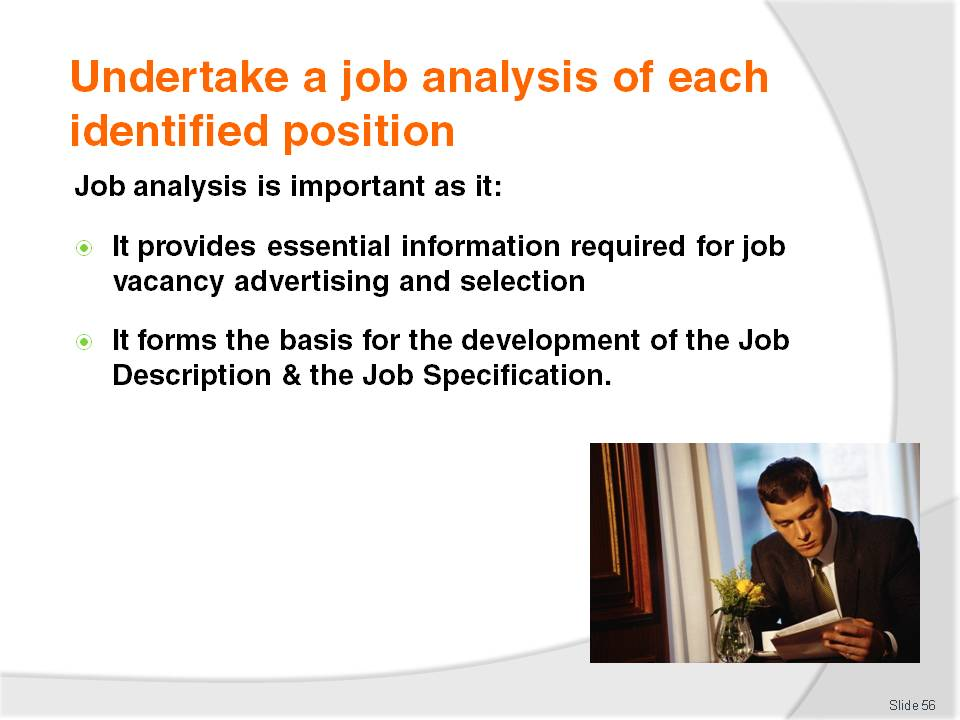 Undertake a job analysis of each
identified position
Job analysis is important as it:
It provides essential information required for job
vacancy advertising and selection
It forms the basis for the development of the Job
Description & the Job Specification.
Slide 56